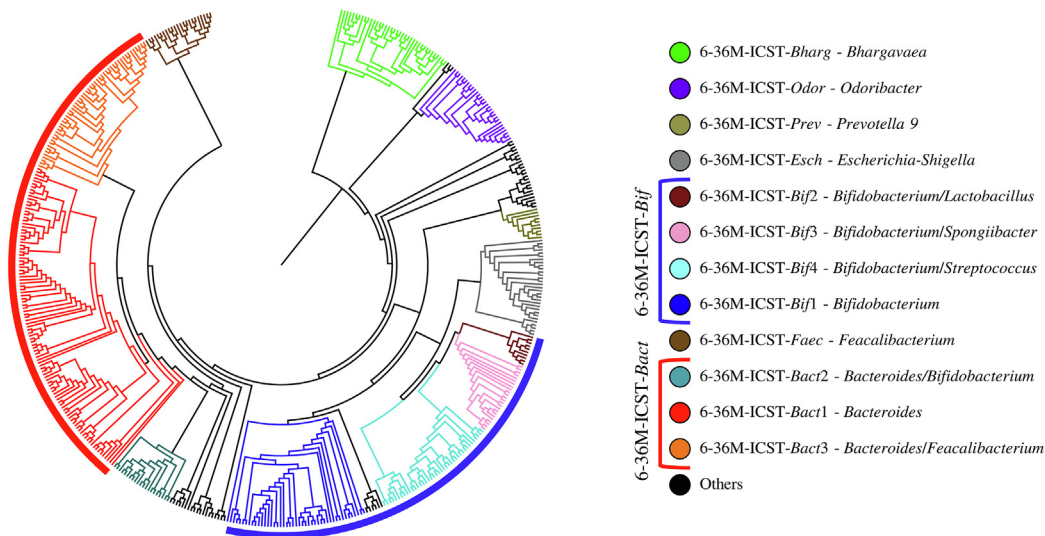 6-36M-ICST-Bharg - Bhargavaea
6-36M-ICST-Odor - Odoribacter
6-36M-ICST-Prev - Prevotella 9
6-36M-ICST-Esch - Escherichia-Shigella
6-36M-ICST-Bif
6-36M-ICST-Bif2 - Bifidobacterium/Lactobacillus
6-36M-ICST-Bif3 - Bifidobacterium/Spongiibacter
6-36M-ICST-Bif4 - Bifidobacterium/Streptococcus
6-36M-ICST-Bif1 - Bifidobacterium
6-36M-ICST-Faec - Feacalibacterium
6-36M-ICST-Bact
6-36M-ICST-Bact2 - Bacteroides/Bifidobacterium
6-36M-ICST-Bact1 - Bacteroides
6-36M-ICST-Bact3 - Bacteroides/Feacalibacterium
Others